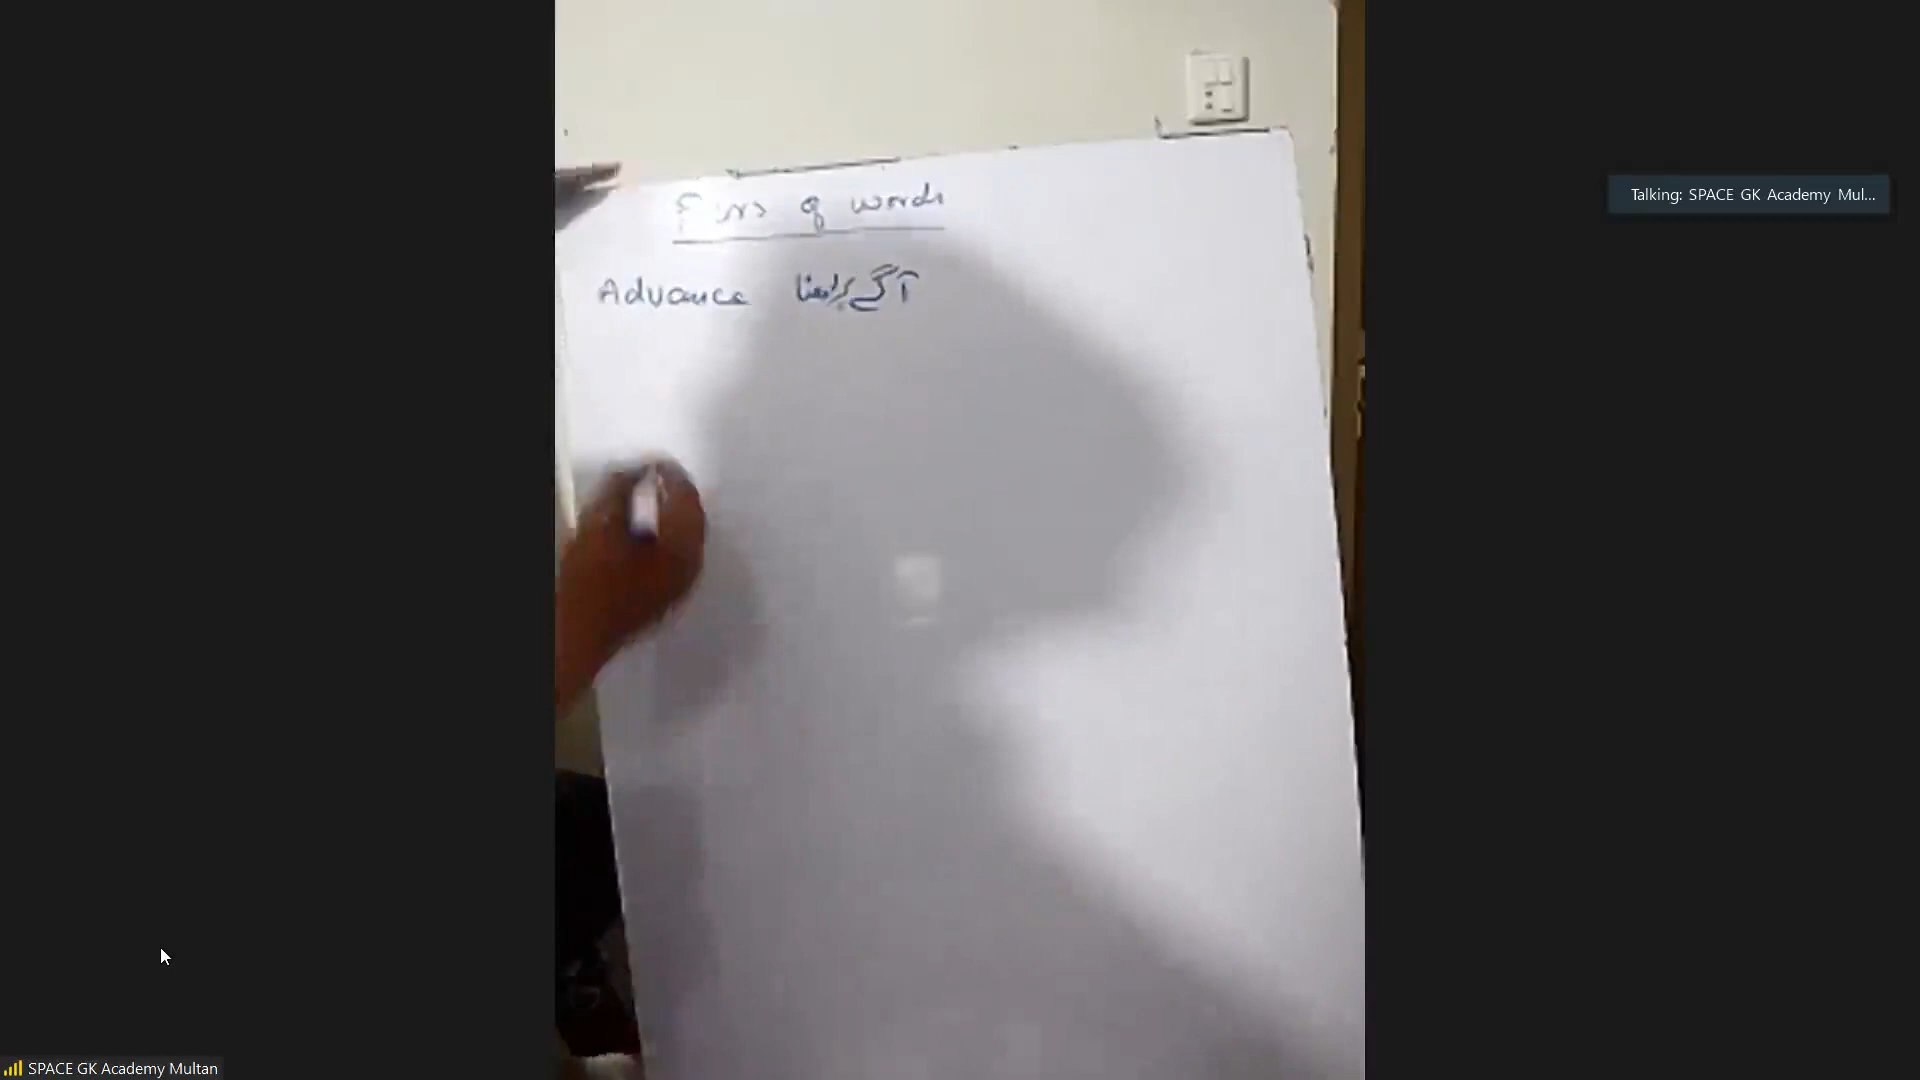 of words
Advance آگے بڑھنا
Talking: SPACE GK Academy Mul...
SPACE GK Academy Multan